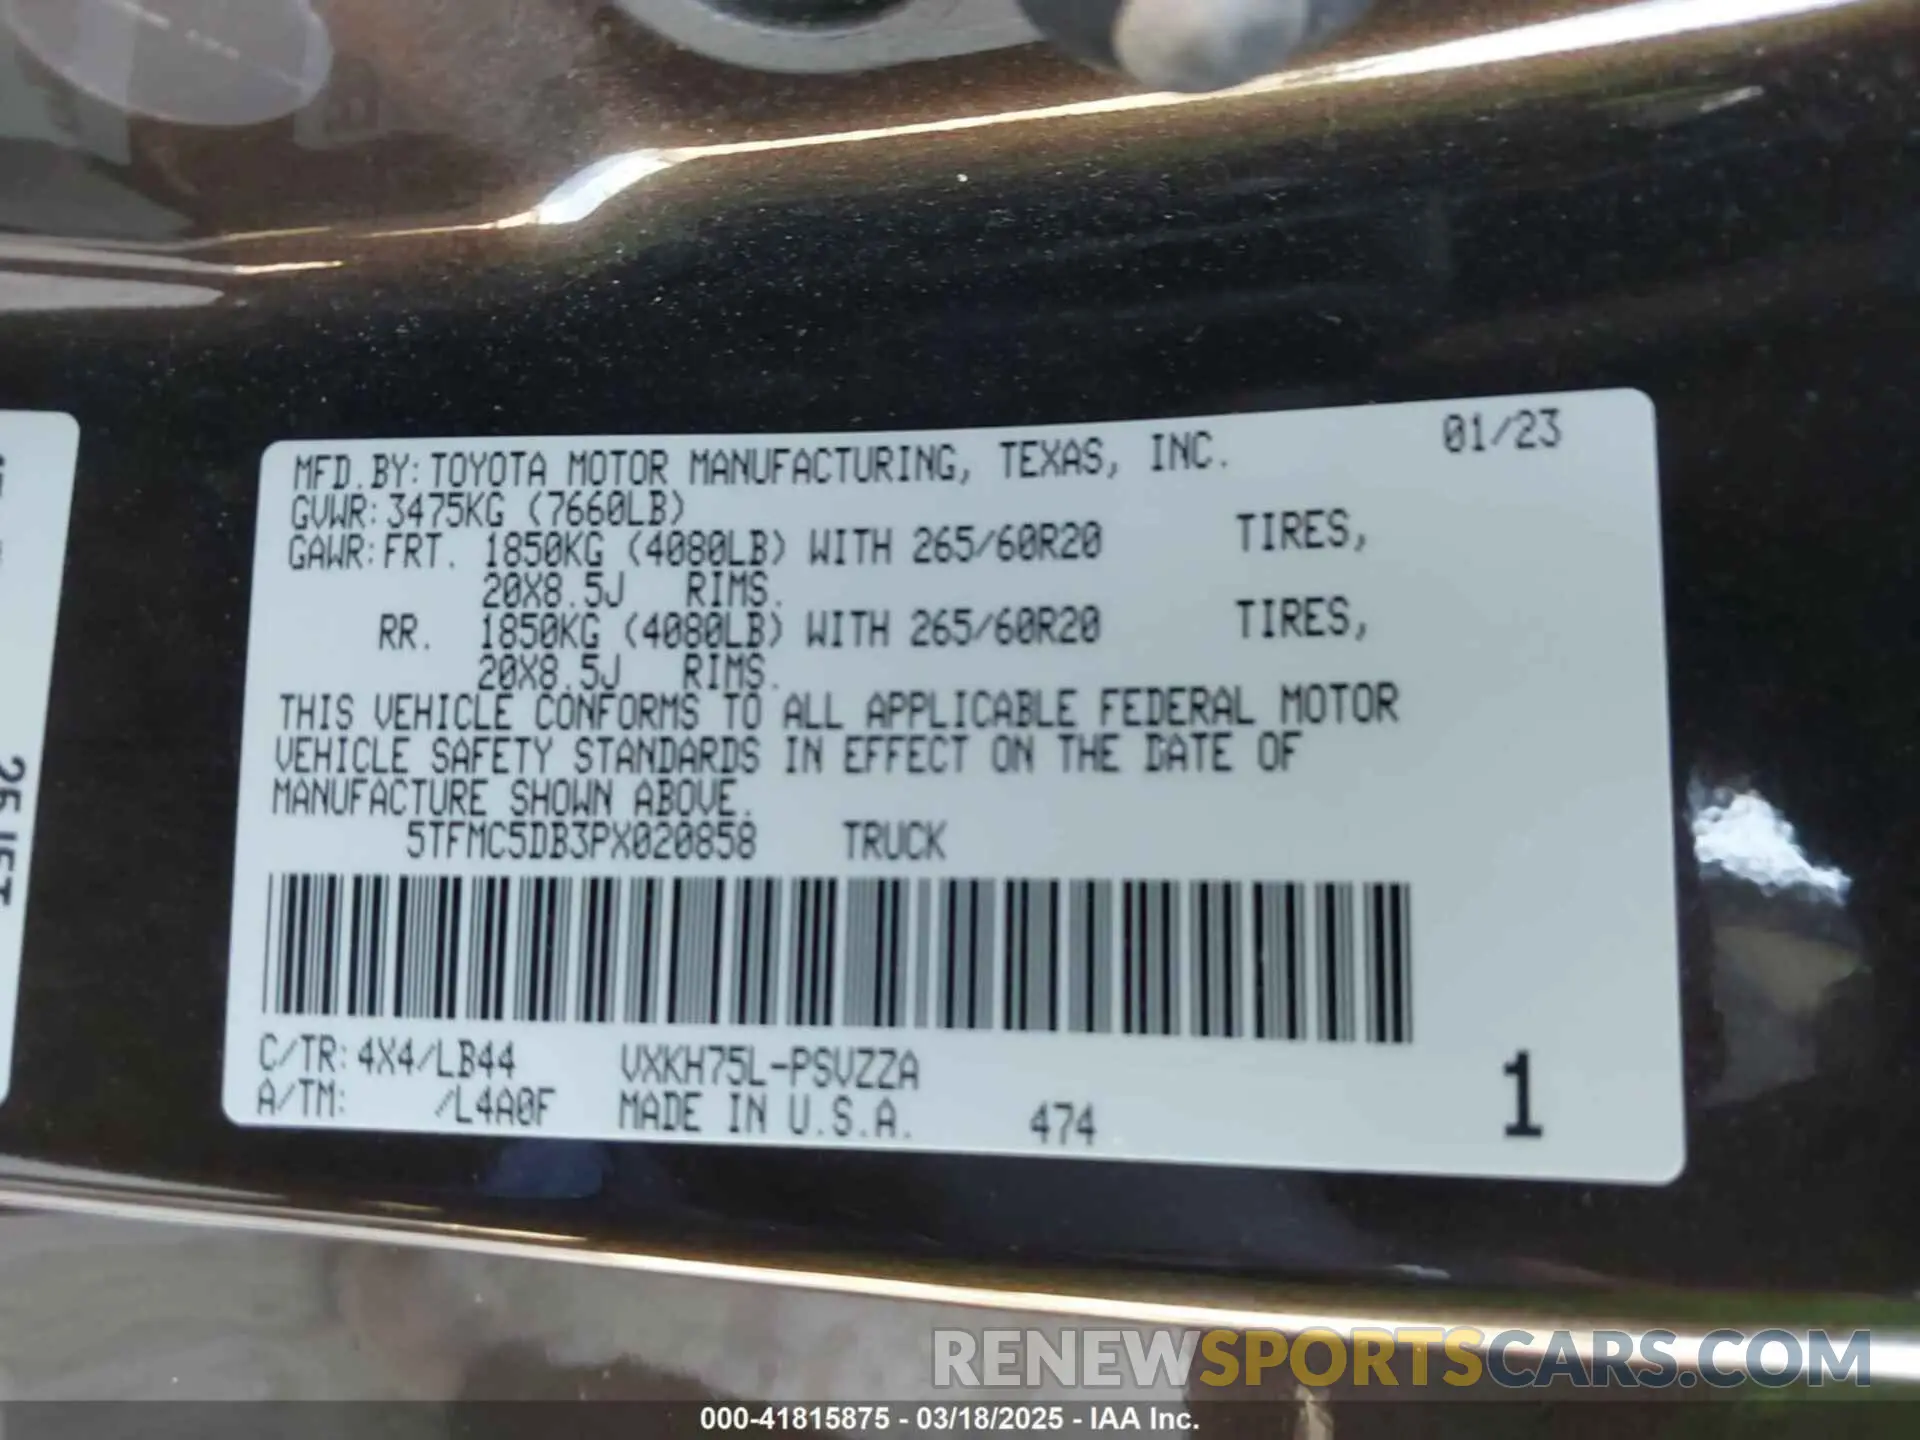 MFD.BY:TOYOTA MOTOR MANUFACTURING, TEXAS, INC. 01/23
GVWR:3475KG (7660LB)
GAWR:FRT. 1850KG (4080LB) WITH 265/60R20 TIRES,
20X8.5J RIMS.
RR. 1850KG (4080LB) WITH 265/60R20 TIRES,
20X8.5J RIMS.
THIS VEHICLE CONFORMS TO ALL APPLICABLE FEDERAL MOTOR
VEHICLE SAFETY STANDARDS IN EFFECT ON THE DATE OF
MANUFACTURE SHOWN ABOVE.
5TFMC5DB3PX020858 TRUCK
C/TR:4X4/LB44 VXKH75L-PSVZZA
A/TM: /L4A0F MADE IN U.S.A. 474 1
RENEWSPORTSCARS.COM
000-41815875 - 03/18/2025 - IAA Inc.